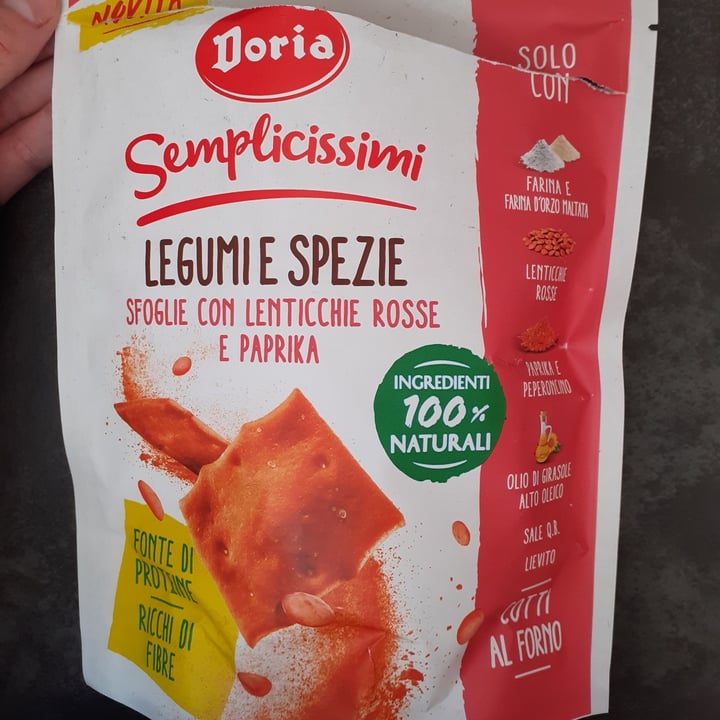 NOVITÀ
Doria
Semplicissimi
LEGUMI E SPEZIE
SFOGLIE CON LENTICCHIE ROSSE
E PAPRIKA
INGREDIENTI
100%
NATURALI
FONTE DI
PROTEINE
RICCHI DI
FIBRE
SOLO
CON
FARINA E
FARINA D'ORZO MALTATA
LENTICCHIE
ROSSE
PAPRIKA E
PEPERONCINO
OLIO DI GIRASOLE
ALTO OLEICO
SALE Q.B.
LIEVITO
COTTI
AL FORNO